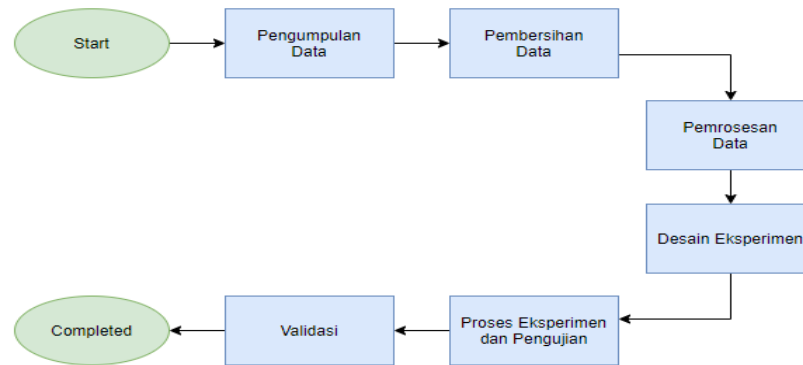 Start
Pengumpulan
Data
Pembersihan
Data
Pemrosesan
Data
Desain Eksperimen
Proses Eksperimen
dan Pengujian
Validasi
Completed